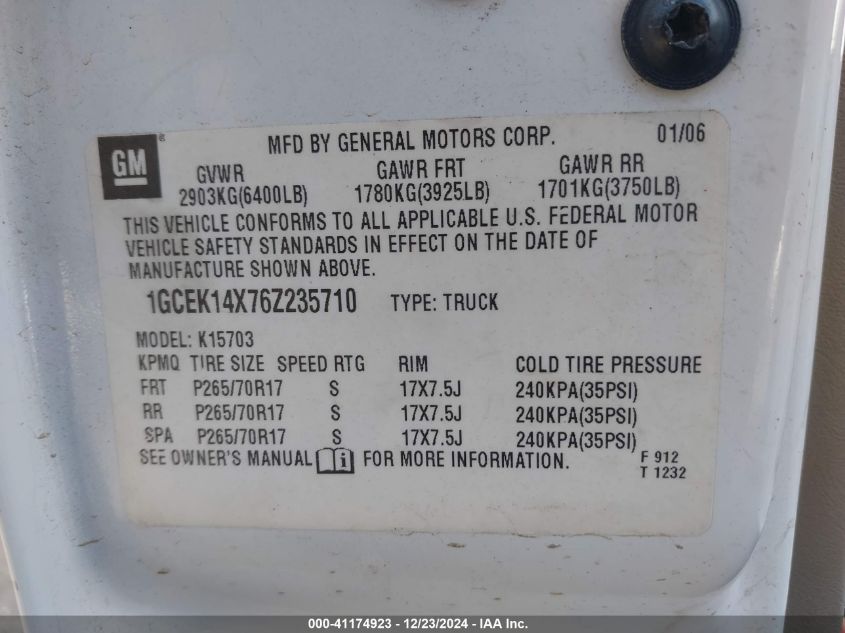 GM ®
MFD BY GENERAL MOTORS CORP. 01/06
GVWR GAWR FRT GAWR RR
2903KG(6400LB) 1780KG(3925LB) 1701KG(3750LB)
THIS VEHICLE CONFORMS TO ALL APPLICABLE U.S. FEDERAL MOTOR
VEHICLE SAFETY STANDARDS IN EFFECT ON THE DATE OF
MANUFACTURE SHOWN ABOVE.
1GCEK14X76Z235710 TYPE: TRUCK
MODEL: K15703
KPMQ TIRE SIZE SPEED RTG RIM COLD TIRE PRESSURE
FRT P265/70R17 S 17X7.5J 240KPA(35PSI)
RR P265/70R17 S 17X7.5J 240KPA(35PSI)
SPA P265/70R17 S 17X7.5J 240KPA(35PSI)
SEE OWNER'S MANUAL i FOR MORE INFORMATION.
F 912
T 1232
000-41174923 - 12/23/2024 - IAA Inc.